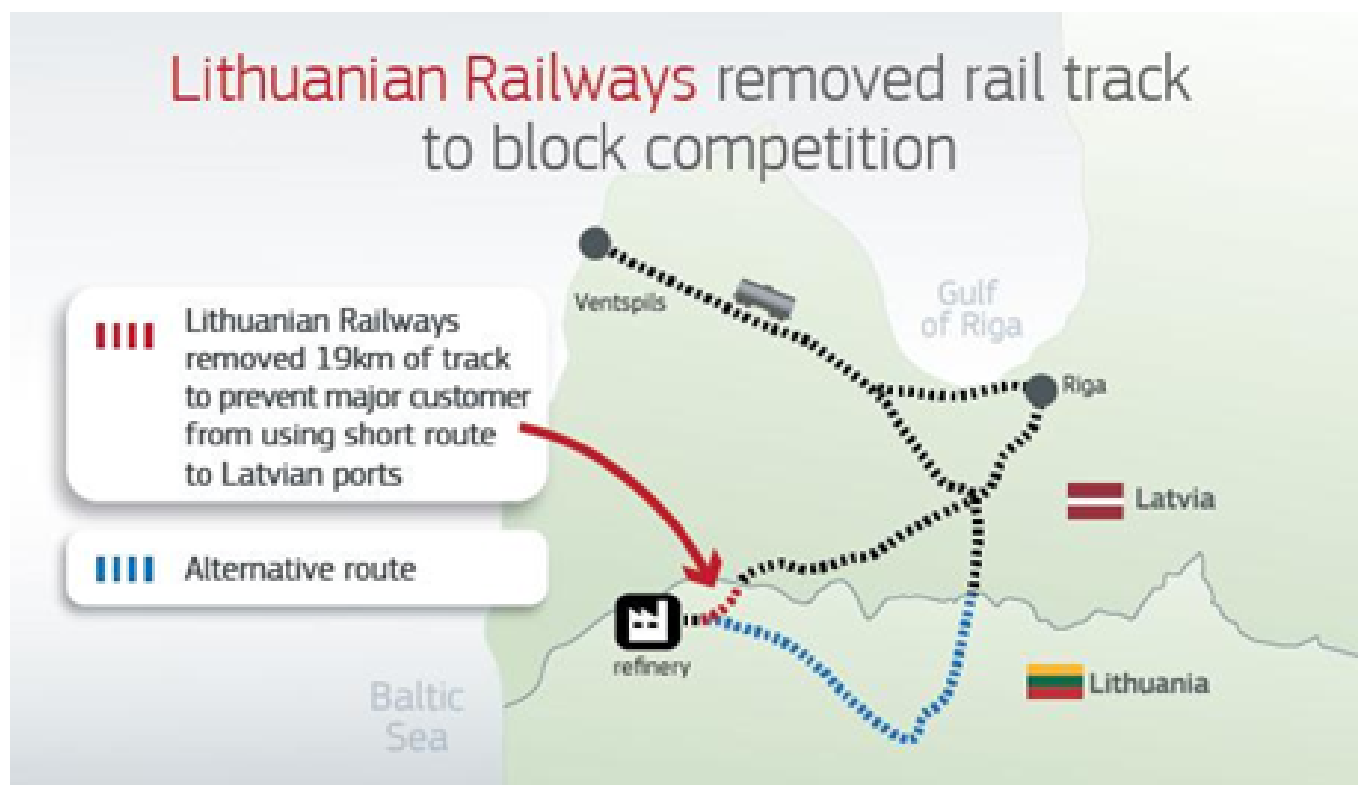 Lithuanian Railways removed rail track
to block competition
Ventspils
Gulf
of Riga
Riga
Lithuanian Railways
removed 19km of track
to prevent major customer
from using short route
to Latvian ports
Latvia
Alternative route
refinery
Lithuania
Baltic
Sea